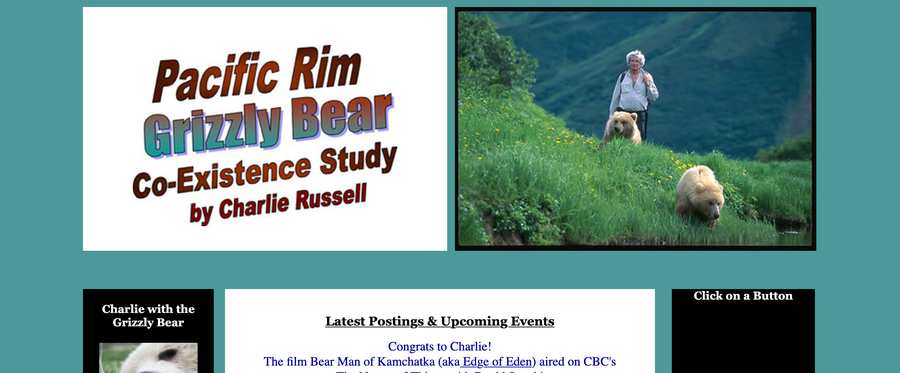 Pacific Rim
Grizzly Bear
Co-Existence Study
by Charlie Russell
Charlie with the
Grizzly Bear
Latest Postings & Upcoming Events
Congrats to Charlie!
The film Bear Man of Kamchatka (aka Edge of Eden) aired on CBC's
Click on a Button